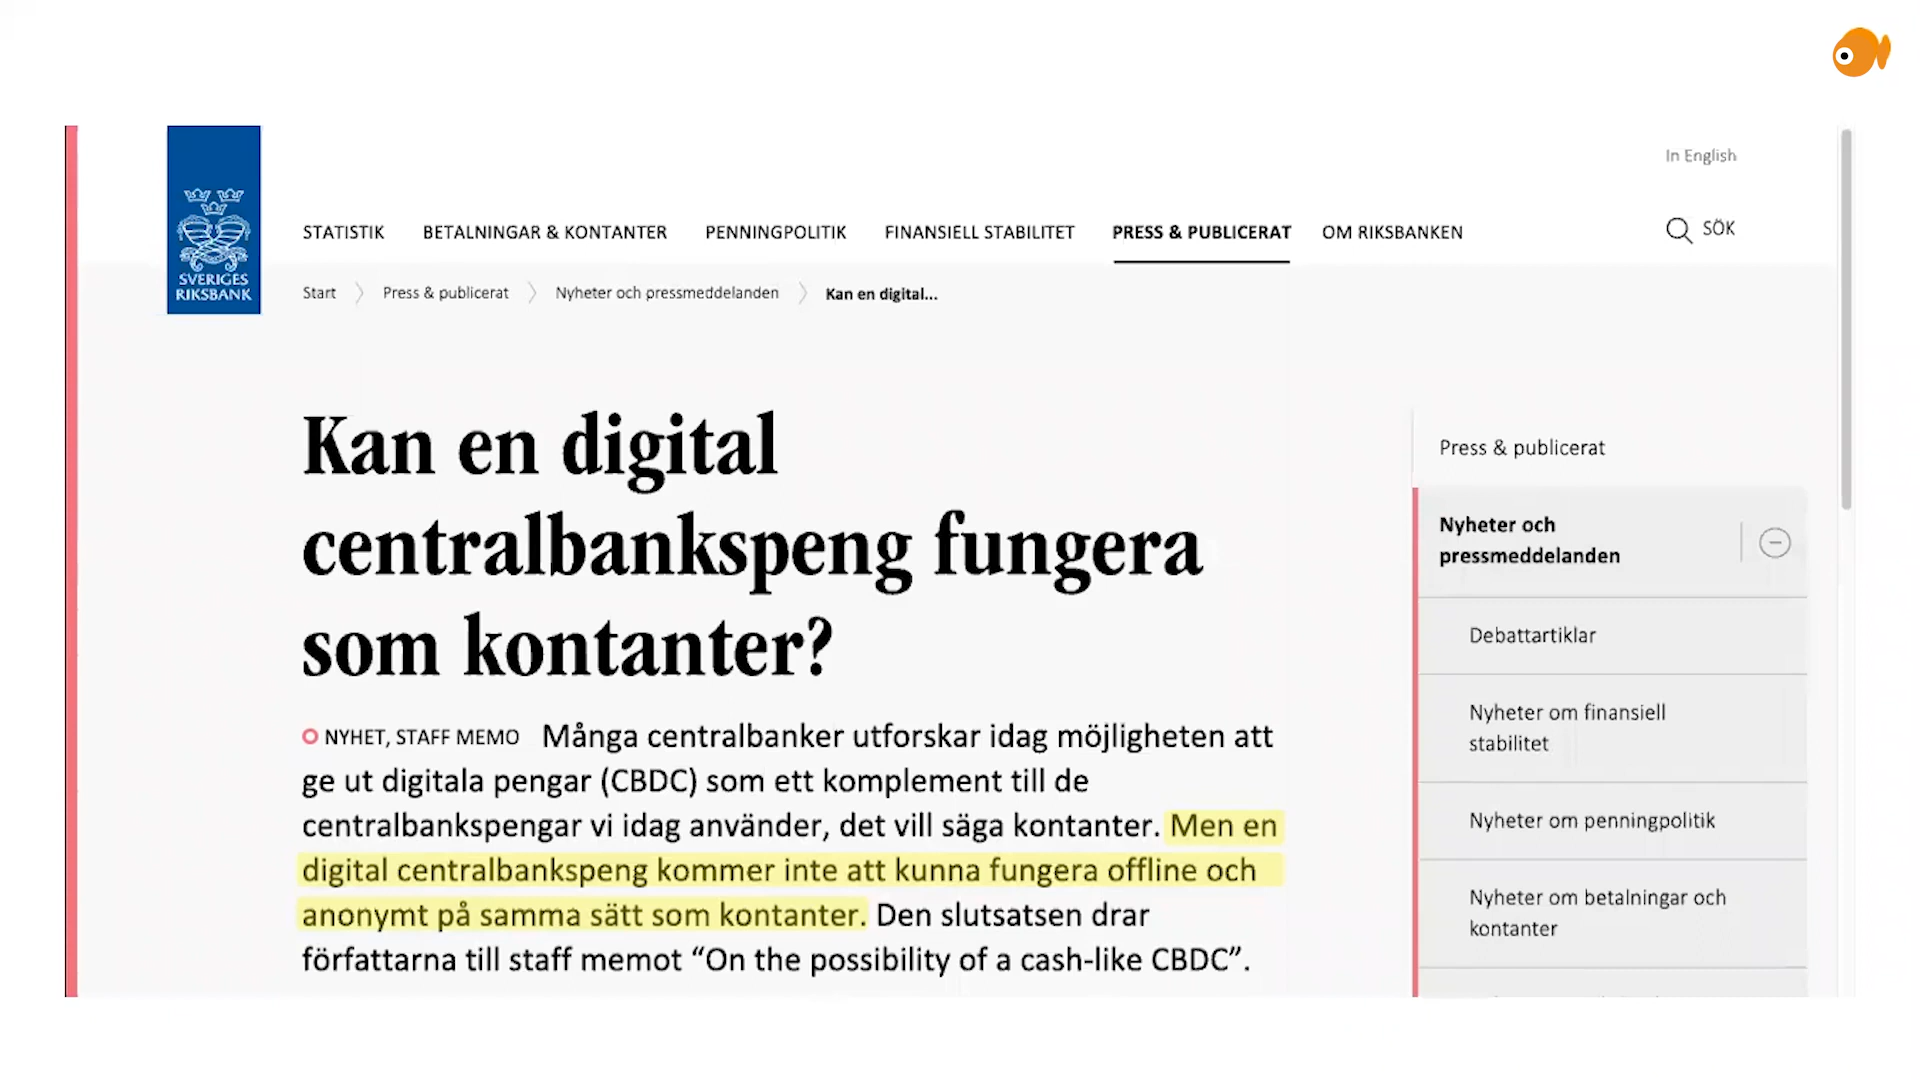 In English
SVERIGES
RIKSBANK
STATISTIK BETALNINGAR & KONTANTER PENNINGPOLITIK FINANSIELL STABILITET PRESS & PUBLICERAT OM RIKSBANKEN SÖK
Start Press & publicerat Nyheter och pressmeddelanden Kan en digital...
Kan en digital
centralbankspeng fungera
som kontanter?
NYHET, STAFF MEMO Många centralbanker utforskar idag möjligheten att
ge ut digitala pengar (CBDC) som ett komplement till de
centralbankspengar vi idag använder, det vill säga kontanter. Men en
digital centralbankspeng kommer inte att kunna fungera offline och
anonymt på samma sätt som kontanter. Den slutsatsen drar
författarna till staff memot “On the possibility of a cash-like CBDC”.
Press & publicerat
Nyheter och
pressmeddelanden
Debattartiklar
Nyheter om finansiell
stabilitet
Nyheter om penningpolitik
Nyheter om betalningar och
kontanter